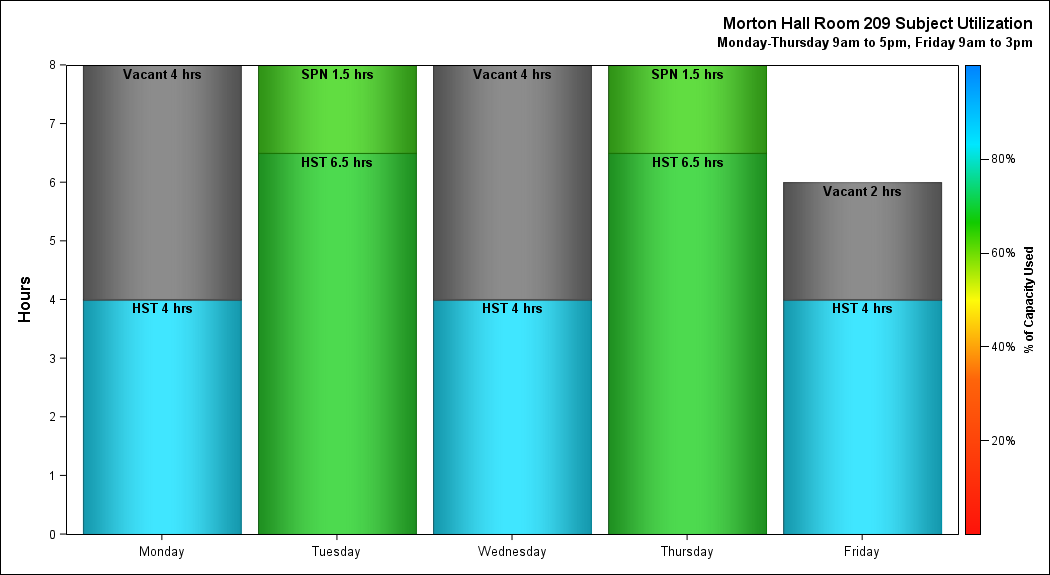 Morton Hall Room 209 Subject Utilization
Monday-Thursday 9am to 5pm, Friday 9am to 3pm
8
7
6
5
4
3
2
1
0
Hours
Vacant 4 hrs
HST 4 hrs
SPN 1.5 hrs
HST 6.5 hrs
Vacant 4 hrs
HST 4 hrs
SPN 1.5 hrs
HST 6.5 hrs
Vacant 2 hrs
HST 4 hrs
Monday
Tuesday
Wednesday
Thursday
Friday
80%
60%
40%
20%
% of Capacity Used